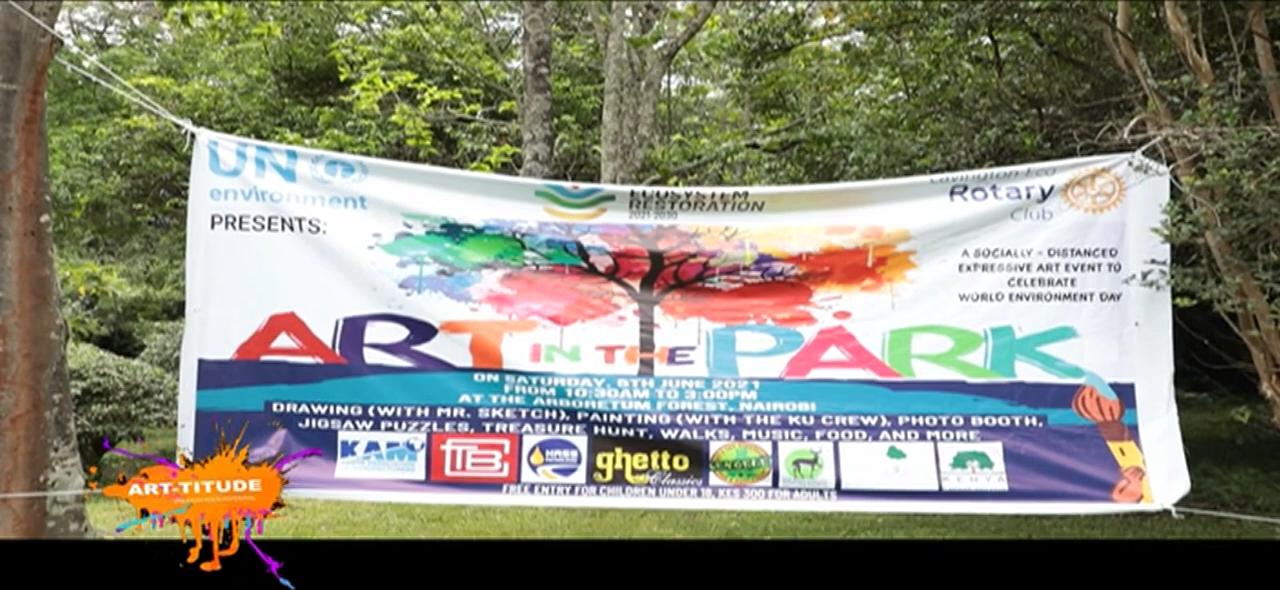 UN
environment
PRESENTS:
ECOSYSTEM
RESTORATION
2021-2030
Lavington Eco
Rotary
Club
A SOCIALLY - DISTANCED
EXPRESSIVE ART EVENT TO
CELEBRATE
WORLD ENVIRONMENT DAY
ART IN THE PARK
ON SATURDAY, 5TH JUNE 2021
FROM 10:30AM TO 3:00PM
AT THE ARBORETUM FOREST, NAIROBI
DRAWING (WITH MR. SKETCH), PAINTING (WITH THE KU CREW), PHOTO BOOTH,
JIGSAW PUZZLES, TREASURE HUNT, WALKS, MUSIC, FOOD, AND MORE
KAM
HASS
ghetto
Classics
KENYA
FREE ENTRY FOR CHILDREN UNDER 18, KES 300 FOR ADULTS
ART-TITUDE